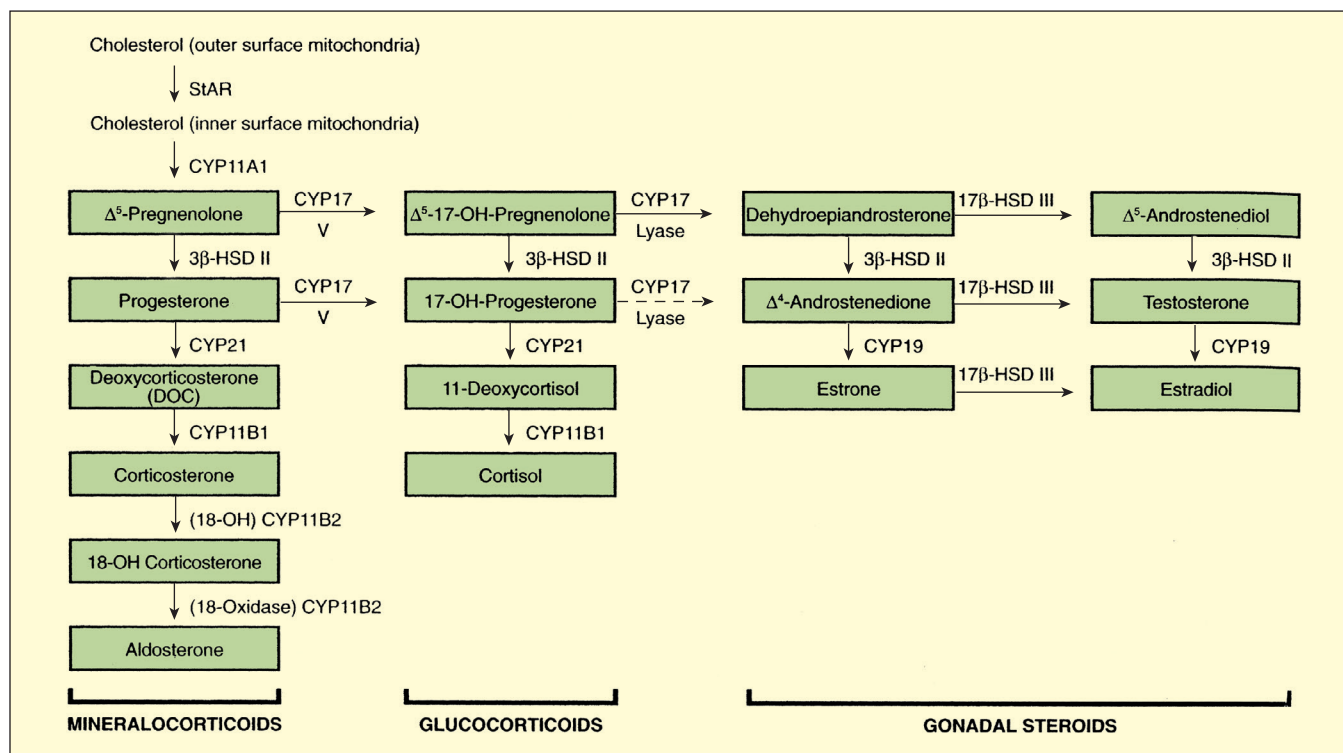 Cholesterol (outer surface mitochondria)
StAR
Cholesterol (inner surface mitochondria)
CYP11A1
Δ⁵-Pregnenolone
CYP17
V
Δ⁵-17-OH-Pregnenolone
CYP17
Lyase
Dehydroepiandrosterone
17β-HSD III
Δ⁵-Androstenediol
3β-HSD II
3β-HSD II
3β-HSD II
3β-HSD II
Progesterone
CYP17
V
17-OH-Progesterone
CYP17
Lyase
Δ⁴-Androstenedione
17β-HSD III
Testosterone
CYP21
CYP21
CYP19
CYP19
Deoxycorticosterone
(DOC)
11-Deoxycortisol
Estrone
17β-HSD III
Estradiol
CYP11B1
CYP11B1
Corticosterone
Cortisol
(18-OH) CYP11B2
18-OH Corticosterone
(18-Oxidase) CYP11B2
Aldosterone
MINERALOCORTICOIDS
GLUCOCORTICOIDS
GONADAL STEROIDS